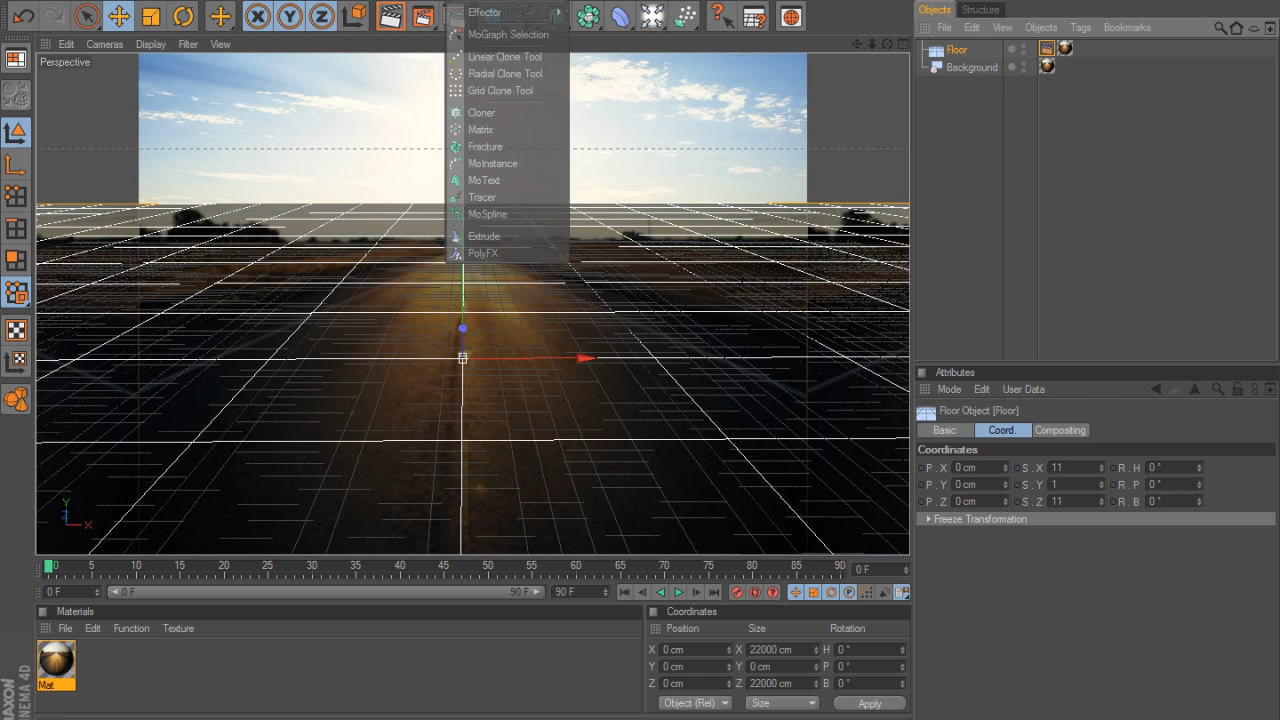 Effector
MoGraph Selection
Linear Clone Tool
Radial Clone Tool
Grid Clone Tool
Cloner
Matrix
Fracture
MoInstance
MoText
Tracer
MoSpline
Extrude
PolyFX
Edit Cameras Display Filter View
Perspective
Y
X
Z
Objects Structure
File Edit View Objects Tags Bookmarks
Floor
Background
Attributes
Mode Edit User Data
Floor Object [Floor]
Basic Coord. Compositing
Coordinates
P . X 0 cm S . X 11 R . H 0 °
P . Y 0 cm S . Y 1 R . P 0 °
P . Z 0 cm S . Z 11 R . B 0 °
Freeze Transformation
Y
X
0 5 10 15 20 25 30 35 40 45 50 55 60 65 70 75 80 85 90 0 F
0 F 0 F 90 F 90 F
Materials
File Edit Function Texture
Mat
Coordinates
Position Size Rotation
X 0 cm X 22000 cm H 0 °
Y 0 cm Y 0 cm P 0 °
Z 0 cm Z 22000 cm B 0 °
Object (Rel) Size Apply
MAXON
CINEMA 4D